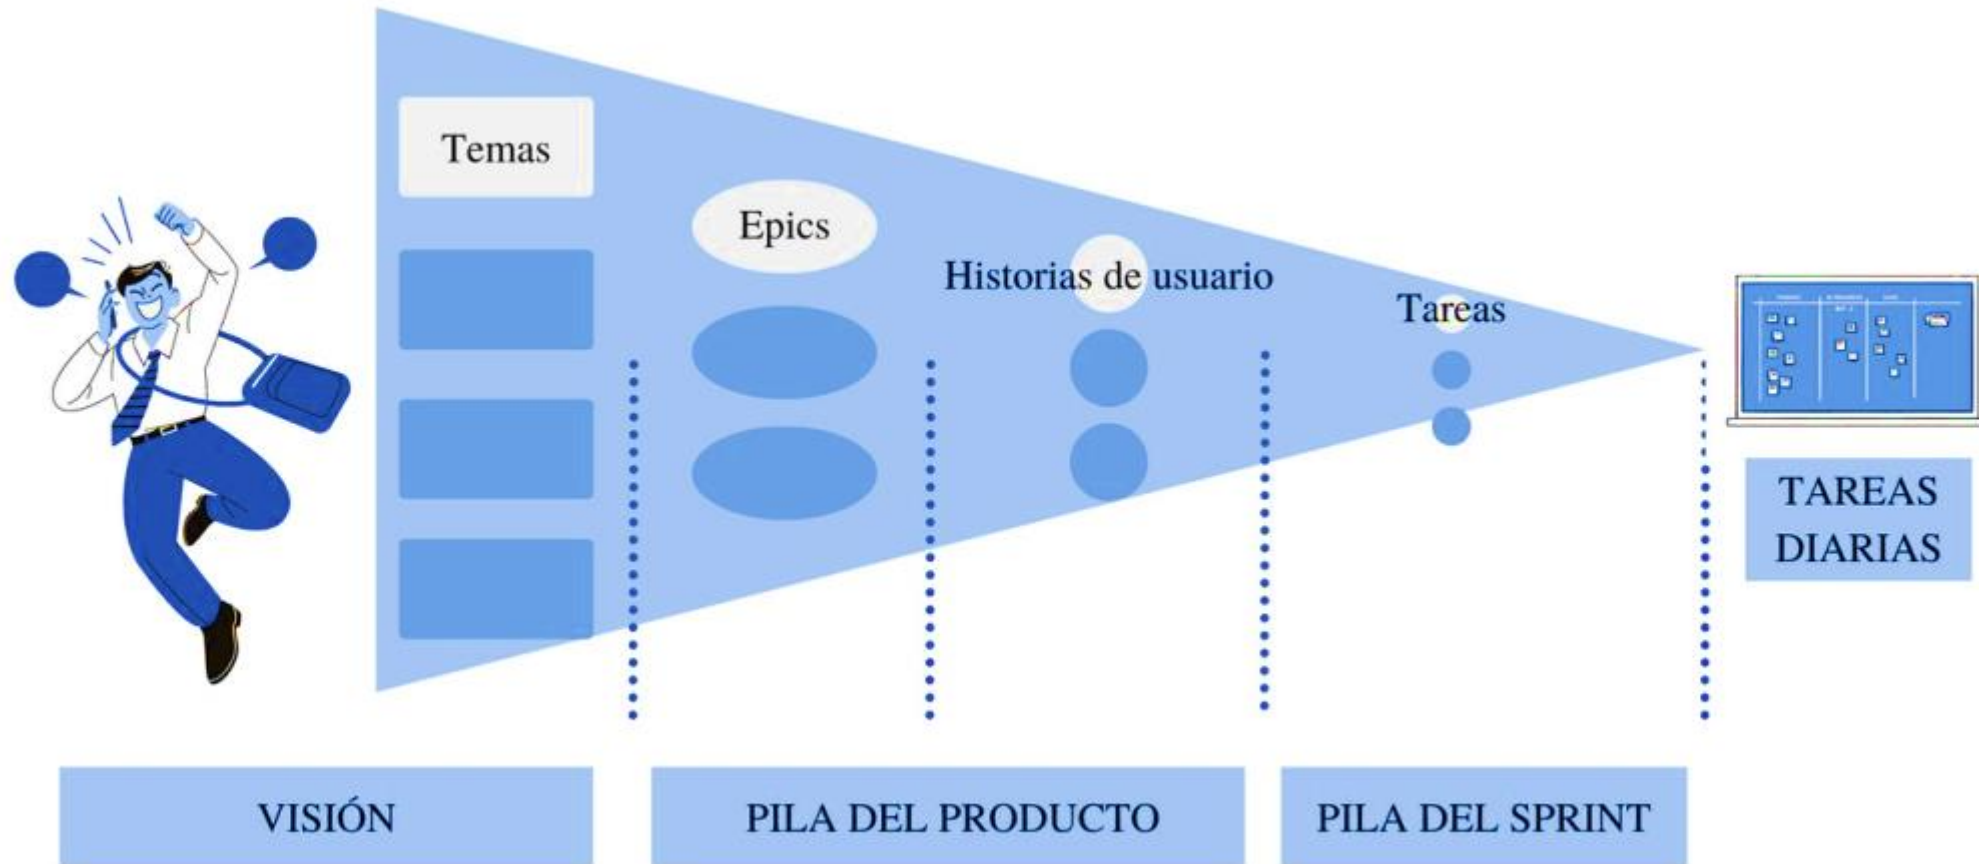 Temas
Epics
Historias de usuario
Tareas
TAREAS
DIARIAS
VISIÓN
PILA DEL PRODUCTO
PILA DEL SPRINT